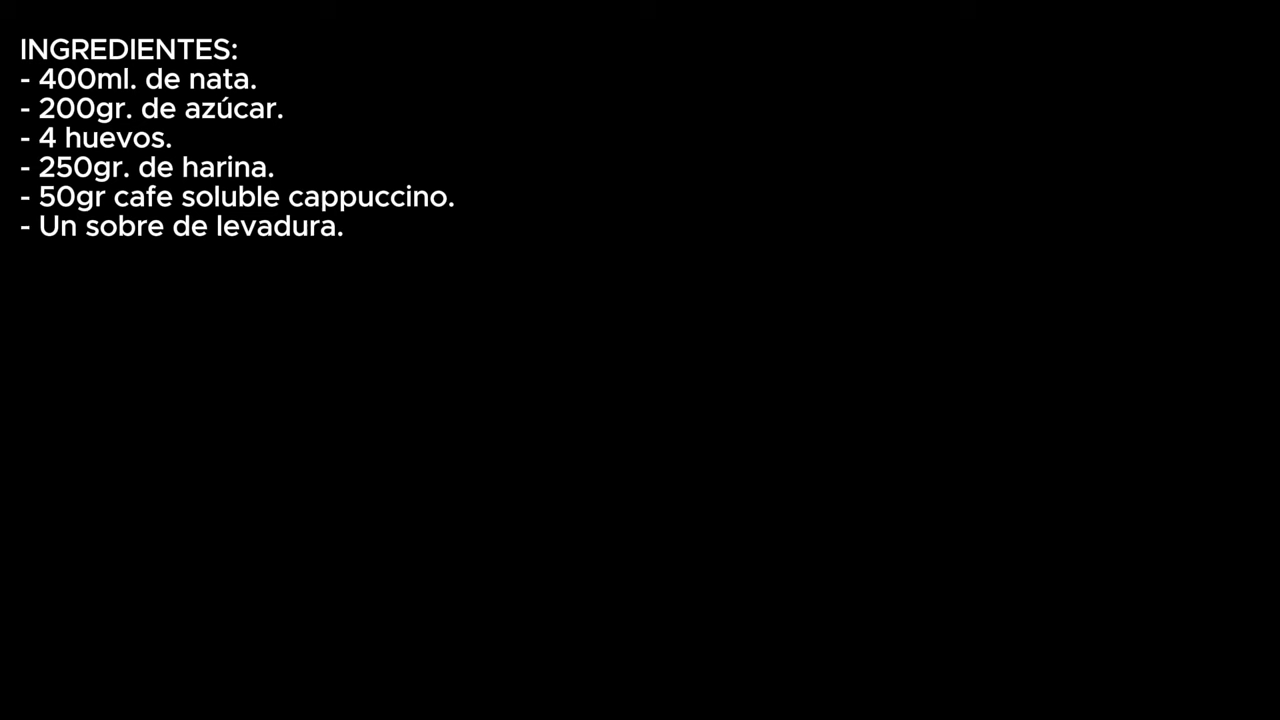 INGREDIENTES:
- 400ml. de nata.
- 200gr. de azúcar.
- 4 huevos.
- 250gr. de harina.
- 50gr cafe soluble cappuccino.
- Un sobre de levadura.